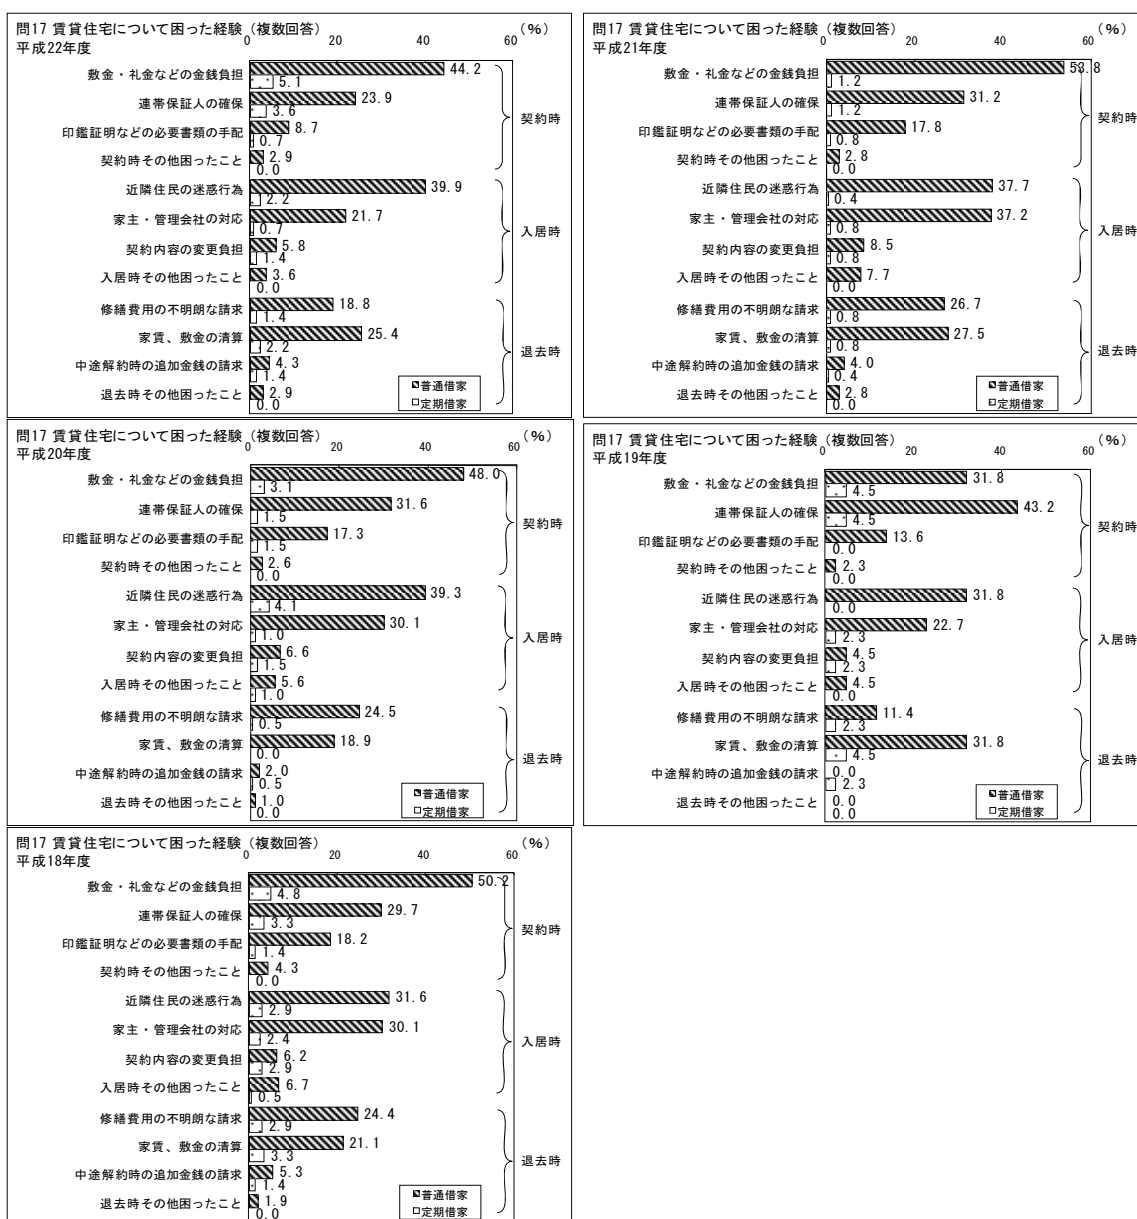 問17 賃貸住宅について困った経験（複数回答）
平成22年度
0 20 40 60 （％）
敷金・礼金などの金銭負担 44.2
5.1
連帯保証人の確保 23.9
3.6
印鑑証明などの必要書類の手配 8.7
0.7
契約時その他困ったこと 2.9
0.0
契約時
近隣住民の迷惑行為 39.9
2.2
家主・管理会社の対応 21.7
0.7
契約内容の変更負担 5.8
1.4
入居時その他困ったこと 3.6
0.0
入居時
修繕費用の不明朗な請求 18.8
1.4
家賃、敷金の清算 25.4
2.2
中途解約時の追加金銭の請求 4.3
1.4
退去時その他困ったこと 2.9
0.0
退去時
普通借家
定期借家
問17 賃貸住宅について困った経験（複数回答）
平成21年度
0 20 40 60 （％）
敷金・礼金などの金銭負担 53.8
1.2
連帯保証人の確保 31.2
1.2
印鑑証明などの必要書類の手配 17.8
0.8
契約時その他困ったこと 2.8
0.0
契約時
近隣住民の迷惑行為 37.7
0.4
家主・管理会社の対応 37.2
0.8
契約内容の変更負担 8.5
0.8
入居時その他困ったこと 7.7
0.0
入居時
修繕費用の不明朗な請求 26.7
0.8
家賃、敷金の清算 27.5
0.8
中途解約時の追加金銭の請求 4.0
0.4
退去時その他困ったこと 2.8
0.0
退去時
普通借家
定期借家
問17 賃貸住宅について困った経験（複数回答）
平成20年度
0 20 40 60 （％）
敷金・礼金などの金銭負担 48.0
3.1
連帯保証人の確保 31.6
1.5
印鑑証明などの必要書類の手配 17.3
1.5
契約時その他困ったこと 2.6
0.0
契約時
近隣住民の迷惑行為 39.3
4.1
家主・管理会社の対応 30.1
1.0
契約内容の変更負担 6.6
1.5
入居時その他困ったこと 5.6
1.0
入居時
修繕費用の不明朗な請求 24.5
0.5
家賃、敷金の清算 18.9
0.0
中途解約時の追加金銭の請求 2.0
0.5
退去時その他困ったこと 1.0
0.0
退去時
普通借家
定期借家
問17 賃貸住宅について困った経験（複数回答）
平成19年度
0 20 40 60 （％）
敷金・礼金などの金銭負担 31.8
4.5
連帯保証人の確保 43.2
4.5
印鑑証明などの必要書類の手配 13.6
0.0
契約時その他困ったこと 2.3
0.0
契約時
近隣住民の迷惑行為 31.8
0.0
家主・管理会社の対応 22.7
2.3
契約内容の変更負担 4.5
2.3
入居時その他困ったこと 4.5
0.0
入居時
修繕費用の不明朗な請求 11.4
2.3
家賃、敷金の清算 31.8
4.5
中途解約時の追加金銭の請求 0.0
2.3
退去時その他困ったこと 0.0
0.0
退去時
普通借家
定期借家
問17 賃貸住宅について困った経験（複数回答）
平成18年度
0 20 40 60 （％）
敷金・礼金などの金銭負担 50.2
4.8
連帯保証人の確保 29.7
3.3
印鑑証明などの必要書類の手配 18.2
1.4
契約時その他困ったこと 4.3
0.0
契約時
近隣住民の迷惑行為 31.6
2.9
家主・管理会社の対応 30.1
2.4
契約内容の変更負担 6.2
2.9
入居時その他困ったこと 6.7
0.5
入居時
修繕費用の不明朗な請求 24.4
2.9
家賃、敷金の清算 21.1
3.3
中途解約時の追加金銭の請求 5.3
1.4
退去時その他困ったこと 1.9
0.0
退去時
普通借家
定期借家